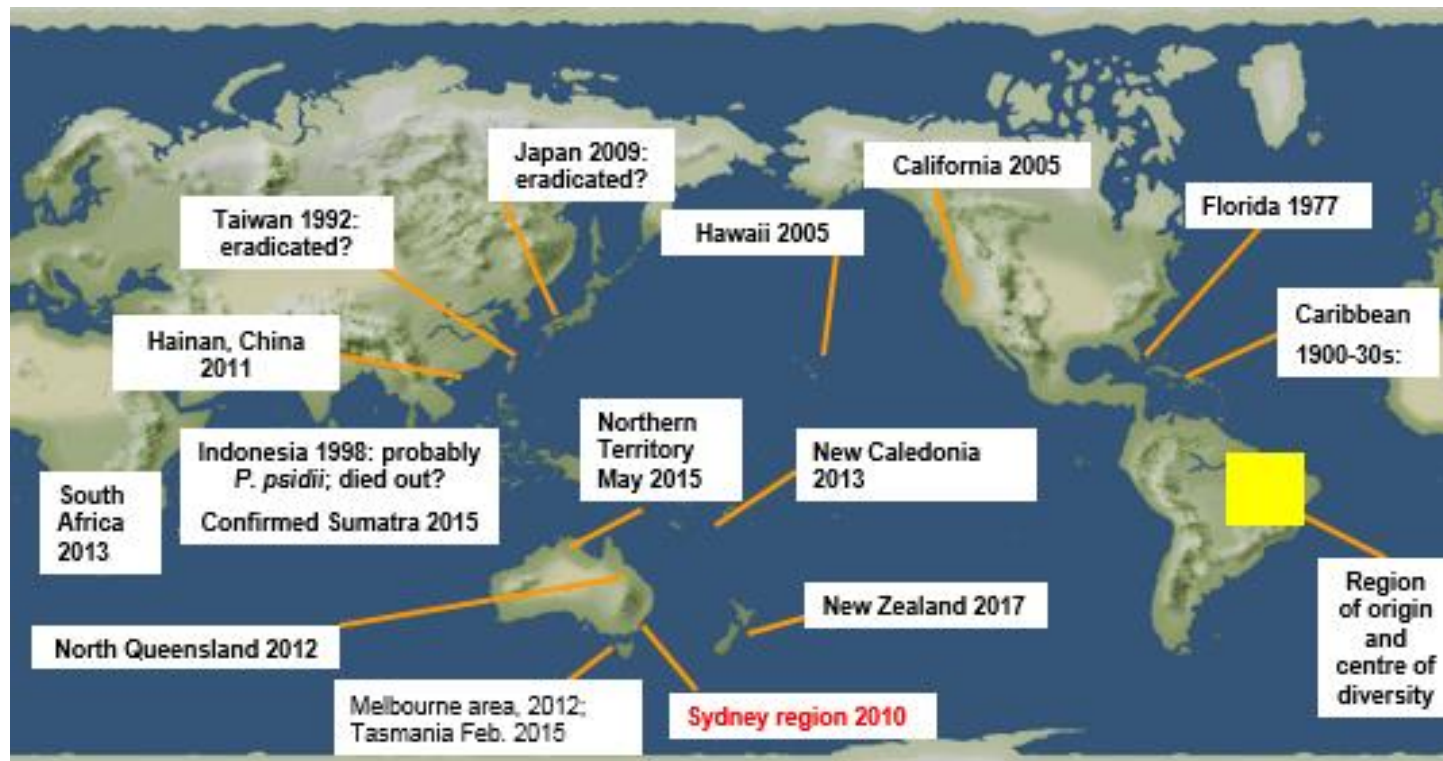 Japan 2009:
eradicated?
California 2005
Taiwan 1992:
eradicated?
Hawaii 2005
Florida 1977
Hainan, China
2011
Caribbean
1900-30s:
Indonesia 1998: probably
P. psidii; died out?
Confirmed Sumatra 2015
Northern
Territory
May 2015
New Caledonia
2013
South
Africa
2013
Region
of origin
and
centre of
diversity
New Zealand 2017
North Queensland 2012
Melbourne area, 2012;
Tasmania Feb. 2015
Sydney region 2010